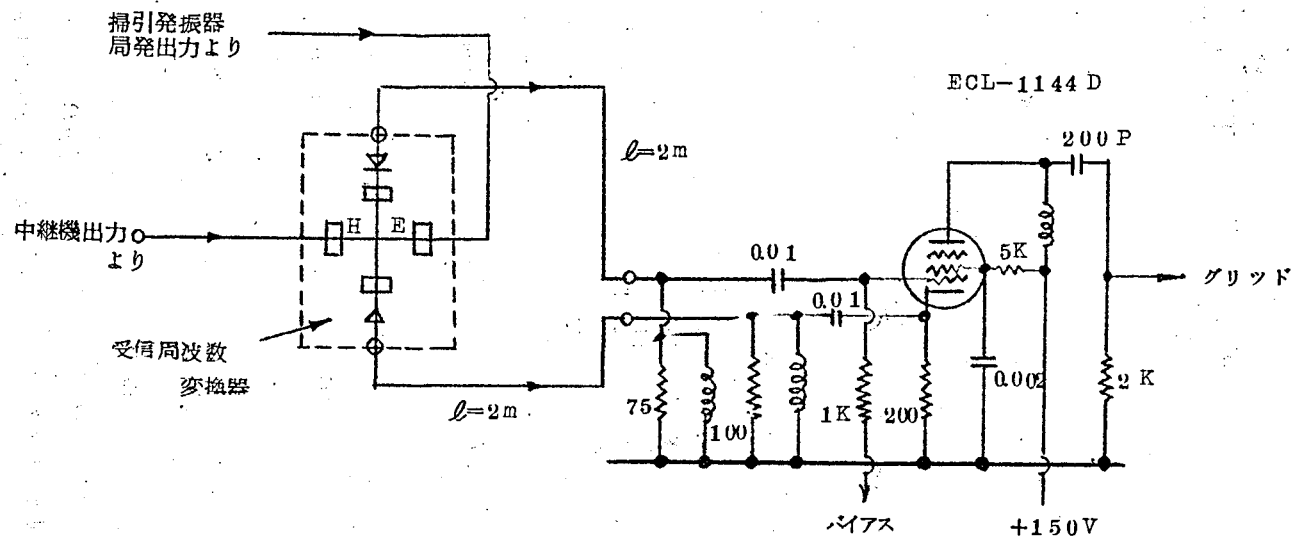 掃引発振器
局発出力より
ECL-1144D
200P
ℓ=2m
中継機出力
より
H E
0.01
5K
グリッド
0.01
受信周波数
変換器
0.002
2K
75
ℓ=2m
100
1K
200
バイアス
+150V